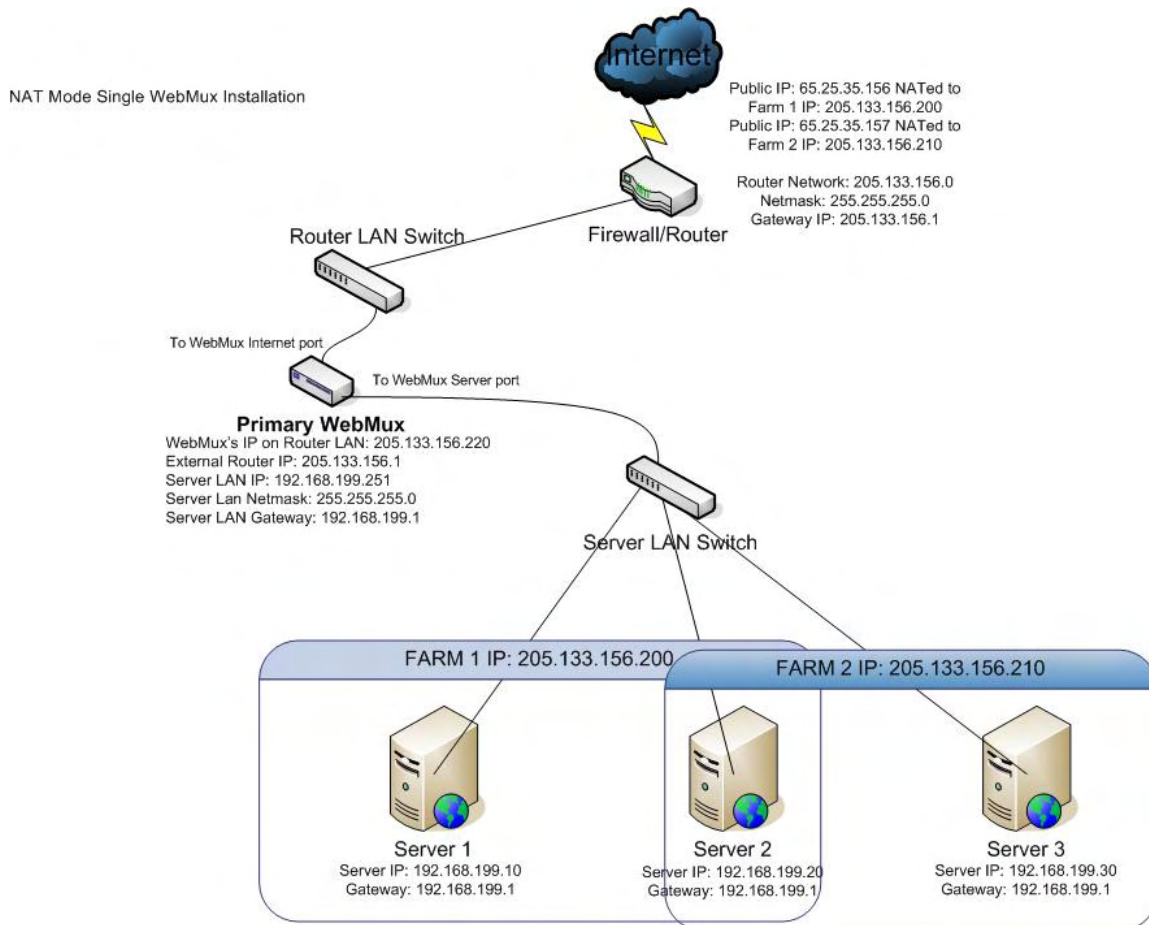 Internet
NAT Mode Single WebMux Installation
Public IP: 65.25.35.156 NATed to
Farm 1 IP: 205.133.156.200
Public IP: 65.25.35.157 NATed to
Farm 2 IP: 205.133.156.210
Router Network: 205.133.156.0
Netmask: 255.255.255.0
Gateway IP: 205.133.156.1
Firewall/Router
Router LAN Switch
To WebMux Internet port
To WebMux Server port
Primary WebMux
WebMux's IP on Router LAN: 205.133.156.220
External Router IP: 205.133.156.1
Server LAN IP: 192.168.199.251
Server Lan Netmask: 255.255.255.0
Server LAN Gateway: 192.168.199.1
Server LAN Switch
FARM 1 IP: 205.133.156.200
FARM 2 IP: 205.133.156.210
Server 1
Server IP: 192.168.199.10
Gateway: 192.168.199.1
Server 2
Server IP: 192.168.199.20
Gateway: 192.168.199.1
Server 3
Server IP: 192.168.199.30
Gateway: 192.168.199.1